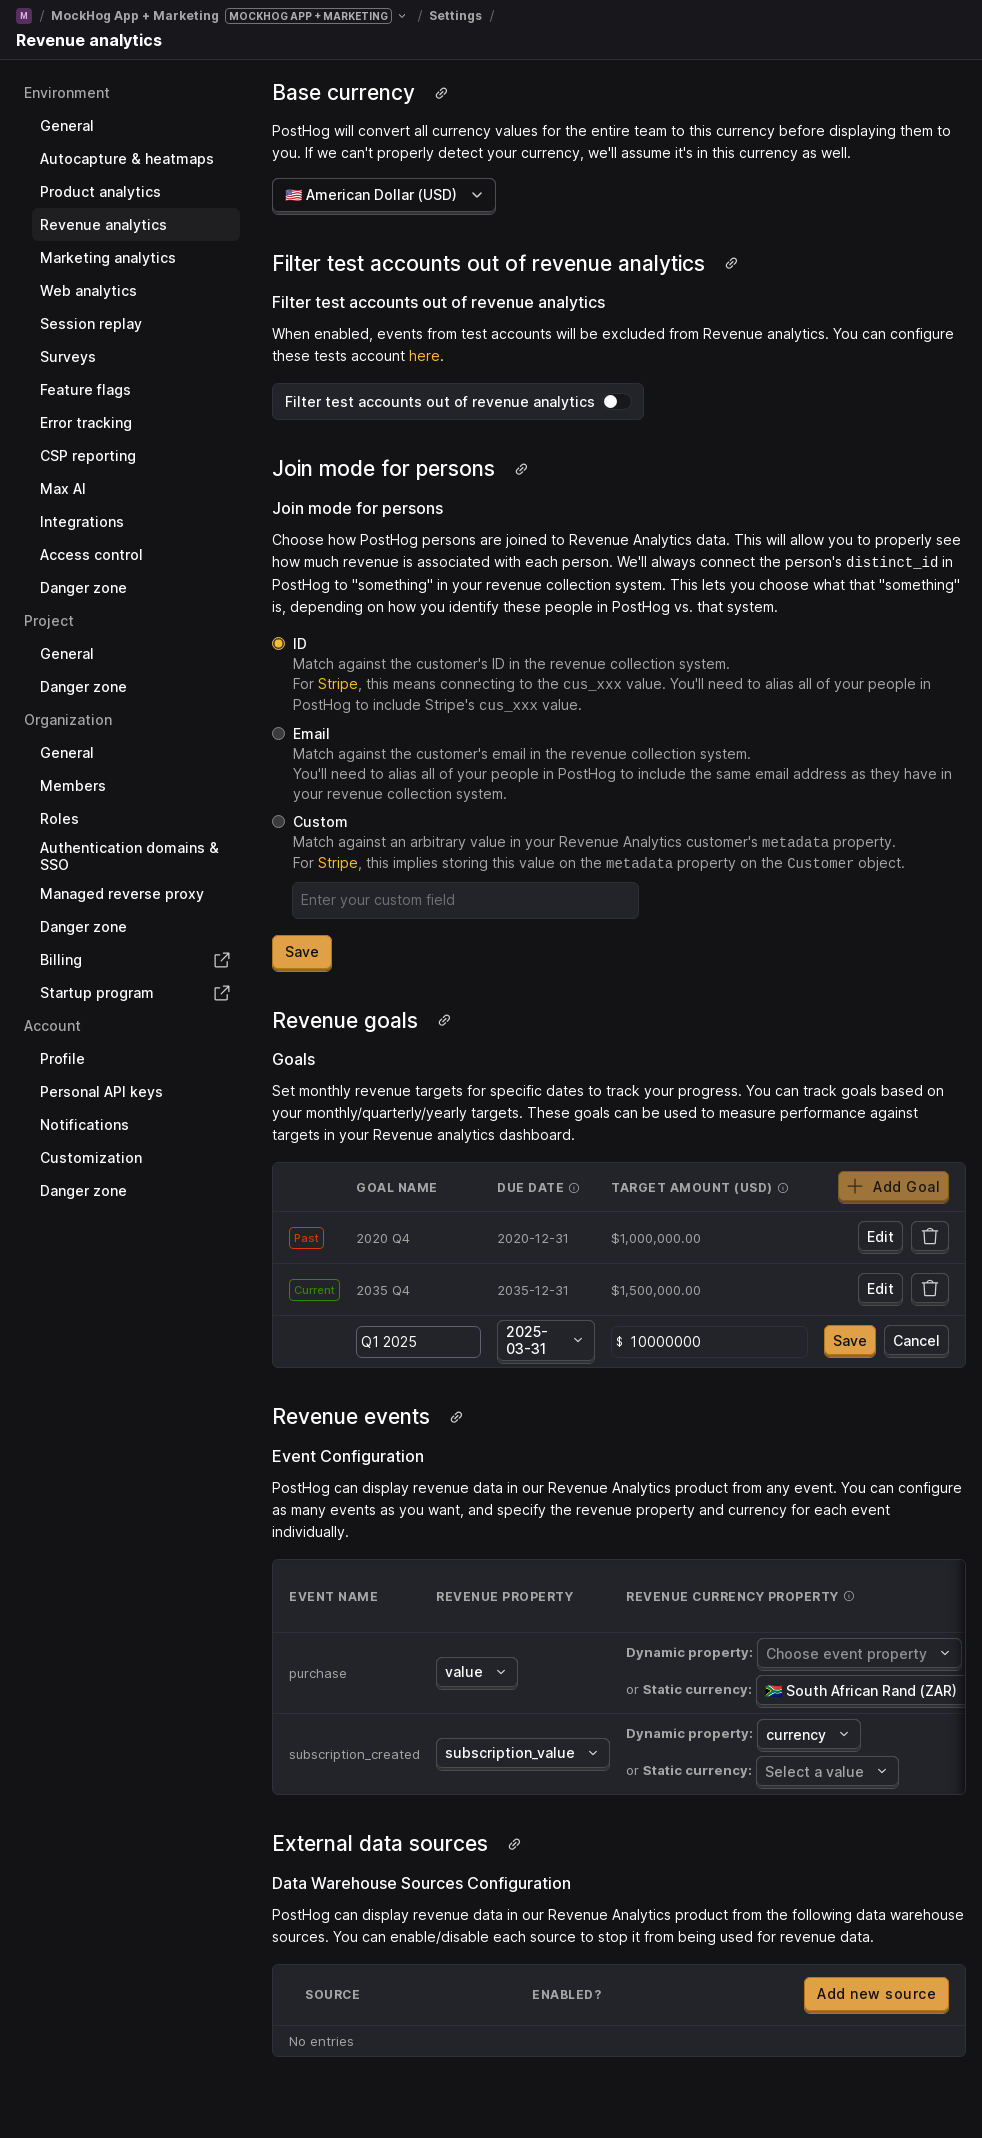 M / MockHog App + Marketing MOCKHOG APP + MARKETING / Settings /
Revenue analytics
Environment
General
Autocapture & heatmaps
Product analytics
Revenue analytics
Marketing analytics
Web analytics
Session replay
Surveys
Feature flags
Error tracking
CSP reporting
Max AI
Integrations
Access control
Danger zone
Project
General
Danger zone
Organization
General
Members
Roles
Authentication domains &
SSO
Managed reverse proxy
Danger zone
Billing
Startup program
Account
Profile
Personal API keys
Notifications
Customization
Danger zone
Base currency
PostHog will convert all currency values for the entire team to this currency before displaying them to
you. If we can't properly detect your currency, we'll assume it's in this currency as well.
🇺🇸 American Dollar (USD)
Filter test accounts out of revenue analytics
Filter test accounts out of revenue analytics
When enabled, events from test accounts will be excluded from Revenue analytics. You can configure
these tests account here.
Filter test accounts out of revenue analytics
Join mode for persons
Join mode for persons
Choose how PostHog persons are joined to Revenue Analytics data. This will allow you to properly see
how much revenue is associated with each person. We'll always connect the person's distinct_id in
PostHog to "something" in your revenue collection system. This lets you choose what that "something"
is, depending on how you identify these people in PostHog vs. that system.
ID
Match against the customer's ID in the revenue collection system.
For Stripe, this means connecting to the cus_xxx value. You'll need to alias all of your people in
PostHog to include Stripe's cus_xxx value.
Email
Match against the customer's email in the revenue collection system.
You'll need to alias all of your people in PostHog to include the same email address as they have in
your revenue collection system.
Custom
Match against an arbitrary value in your Revenue Analytics customer's metadata property.
For Stripe, this implies storing this value on the metadata property on the Customer object.
Enter your custom field
Save
Revenue goals
Goals
Set monthly revenue targets for specific dates to track your progress. You can track goals based on
your monthly/quarterly/yearly targets. These goals can be used to measure performance against
targets in your Revenue analytics dashboard.
GOAL NAME DUE DATE TARGET AMOUNT (USD) Add Goal
Past 2020 Q4 2020-12-31 $1,000,000.00 Edit
Current 2035 Q4 2035-12-31 $1,500,000.00 Edit
Q1 2025 2025-
03-31 $ 10000000 Save Cancel
Revenue events
Event Configuration
PostHog can display revenue data in our Revenue Analytics product from any event. You can configure
as many events as you want, and specify the revenue property and currency for each event
individually.
EVENT NAME REVENUE PROPERTY REVENUE CURRENCY PROPERTY
purchase value Dynamic property: Choose event property
or Static currency: 🇿🇦 South African Rand (ZAR)
subscription_created subscription_value Dynamic property: currency
or Static currency: Select a value
External data sources
Data Warehouse Sources Configuration
PostHog can display revenue data in our Revenue Analytics product from the following data warehouse
sources. You can enable/disable each source to stop it from being used for revenue data.
SOURCE ENABLED? Add new source
No entries